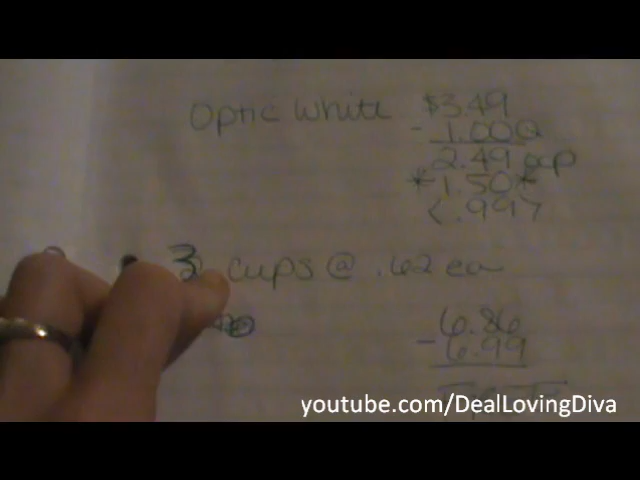 Optic White $3.49
- 1.00 Q
2.49 oop
*1.50*
<.99>
3 cups @ .62 ea
6.86
- 6.99
youtube.com/DealLovingDiva